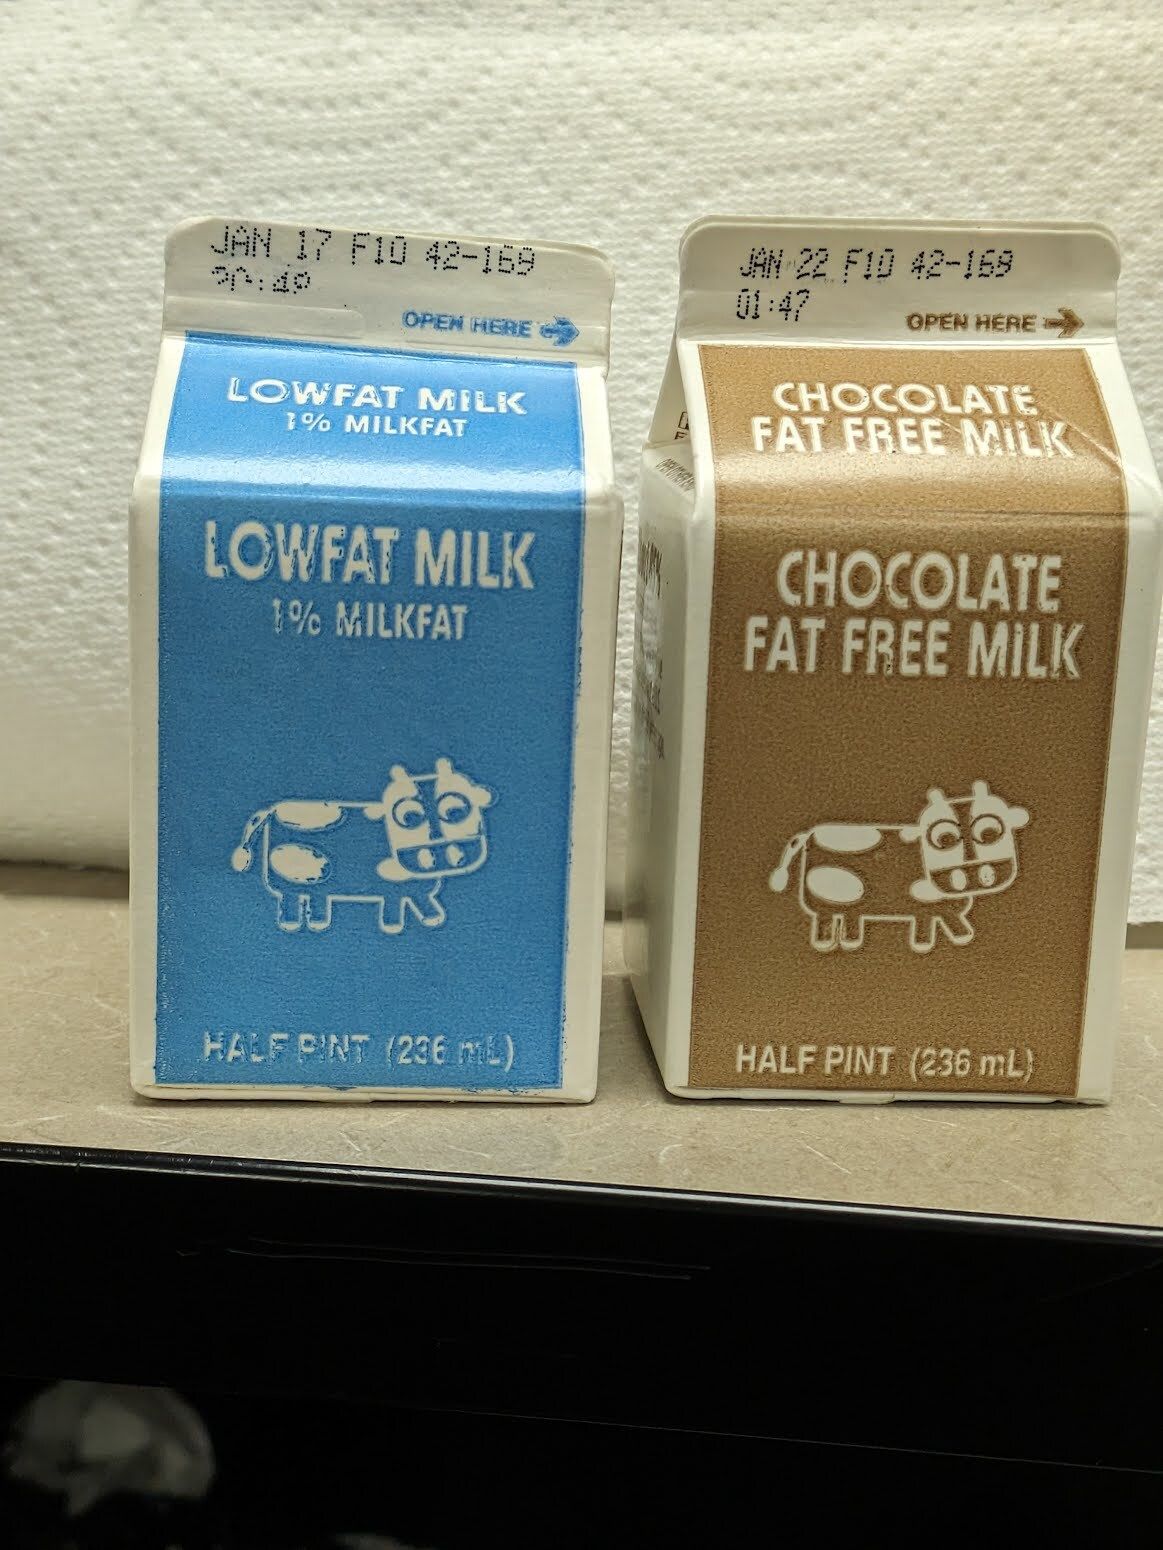 JAN 17 F10 42-169
OPEN HERE
LOWFAT MILK
1% MILKFAT
LOWFAT MILK
1% MILKFAT
HALF PINT (236 mL)
JAN 22 F10 42-169
01:47
OPEN HERE
CHOCOLATE
FAT FREE MILK
CHOCOLATE
FAT FREE MILK
HALF PINT (236 mL)